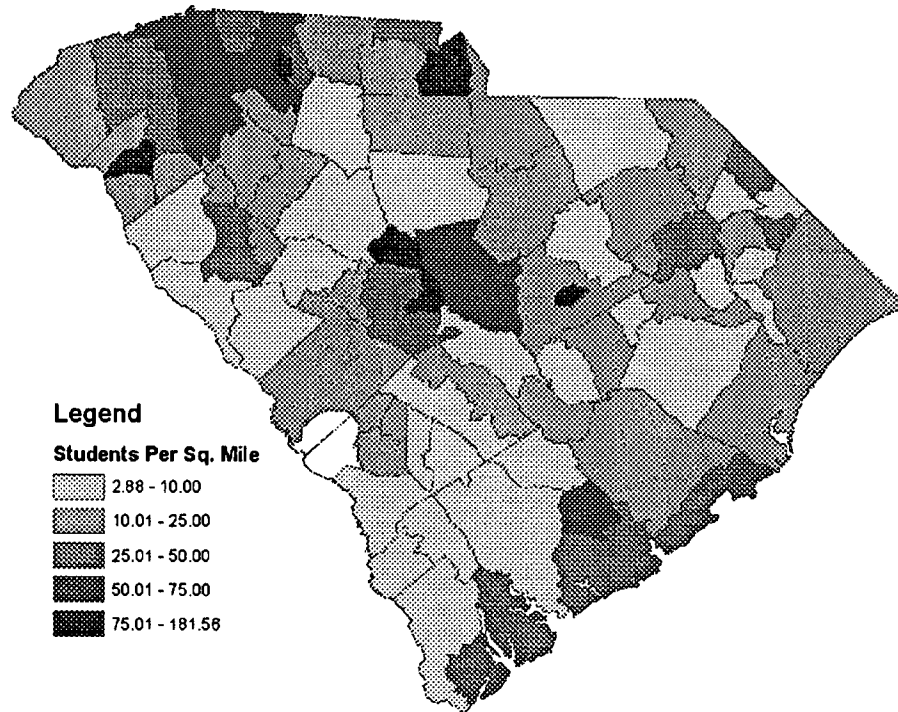 Legend
Students Per Sq. Mile
2.88 - 10.00
10.01 - 25.00
25.01 - 50.00
50.01 - 75.00
75.01 - 181.56